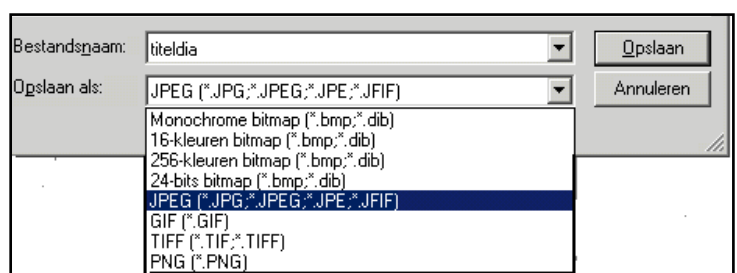 Bestandsnaam: titeldia Opslaan
Opslaan als: JPEG (*.JPG;*.JPEG;*.JPE;*.JFIF) Annuleren
Monochrome bitmap (*.bmp;*.dib)
16-kleuren bitmap (*.bmp;*.dib)
256-kleuren bitmap (*.bmp;*.dib)
24-bits bitmap (*.bmp;*.dib)
JPEG (*.JPG;*.JPEG;*.JPE;*.JFIF)
GIF (*.GIF)
TIFF (*.TIF;*.TIFF)
PNG (*.PNG)